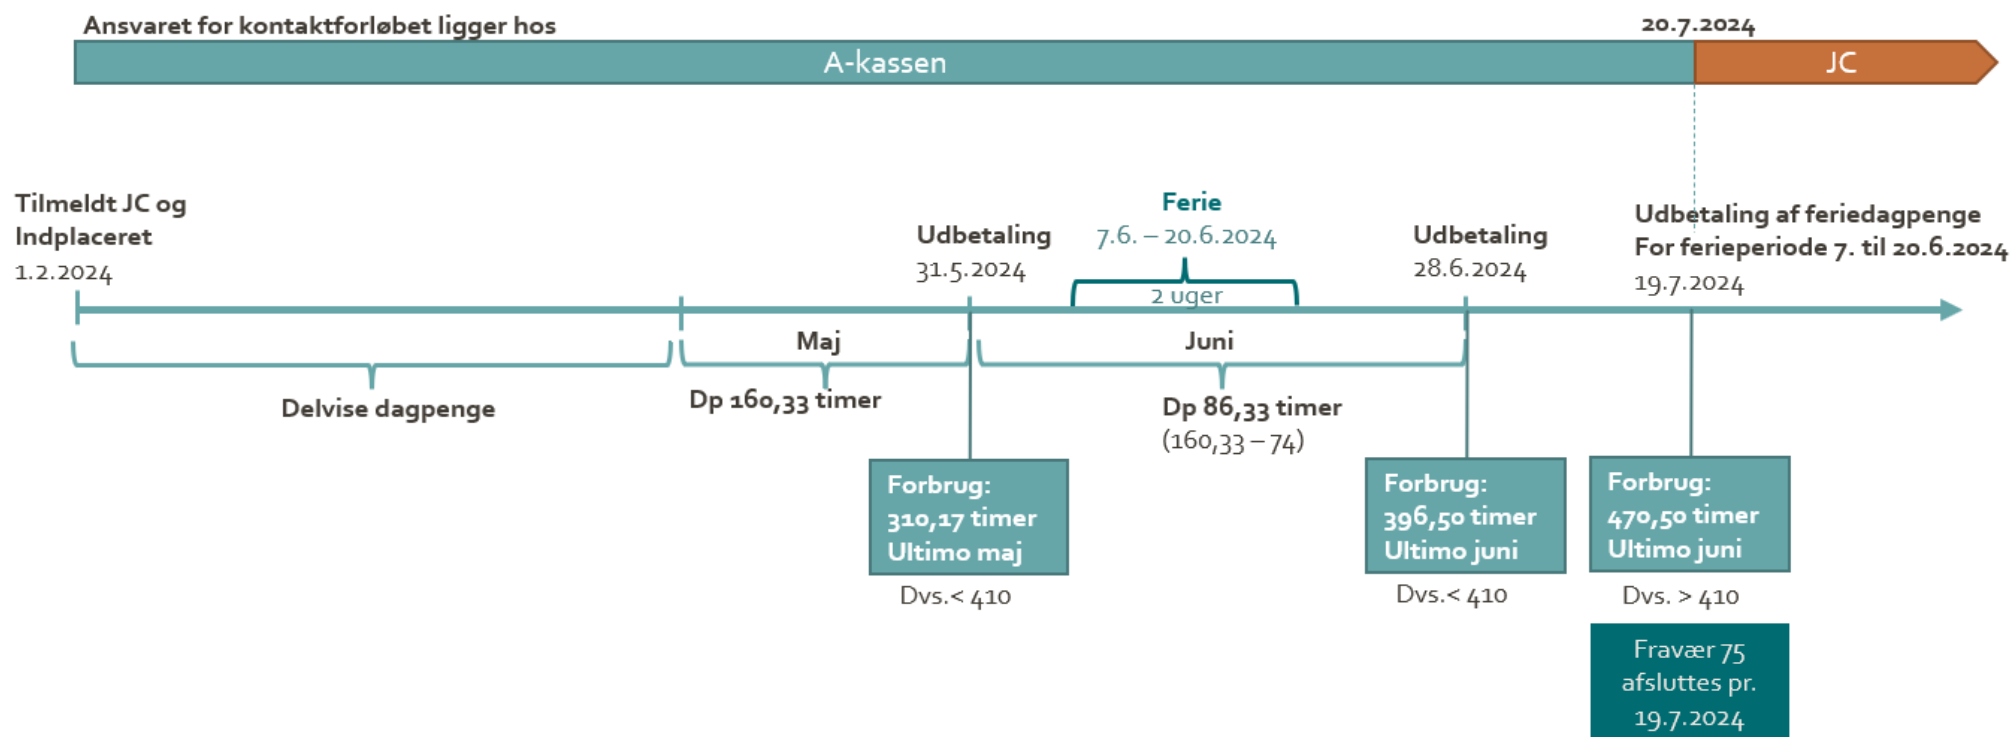 Ansvaret for kontaktforløbet ligger hos
20.7.2024
A-kassen
JC
Tilmeldt JC og
Indplaceret
1.2.2024
Udbetaling
31.5.2024
Ferie
7.6. – 20.6.2024
2 uger
Udbetaling
28.6.2024
Udbetaling af feriedagpenge
For ferieperiode 7. til 20.6.2024
19.7.2024
Delvise dagpenge
Maj
Dp 160,33 timer
Juni
Dp 86,33 timer
(160,33 – 74)
Forbrug:
310,17 timer
Ultimo maj
Dvs.< 410
Forbrug:
396,50 timer
Ultimo juni
Dvs.< 410
Forbrug:
470,50 timer
Ultimo juni
Dvs. > 410
Fravær 75
afsluttes pr.
19.7.2024